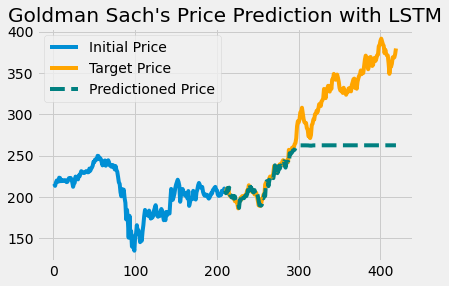 Goldman Sach's Price Prediction with LSTM
Initial Price
Target Price
Predictioned Price
400
350
300
250
200
150
0 100 200 300 400